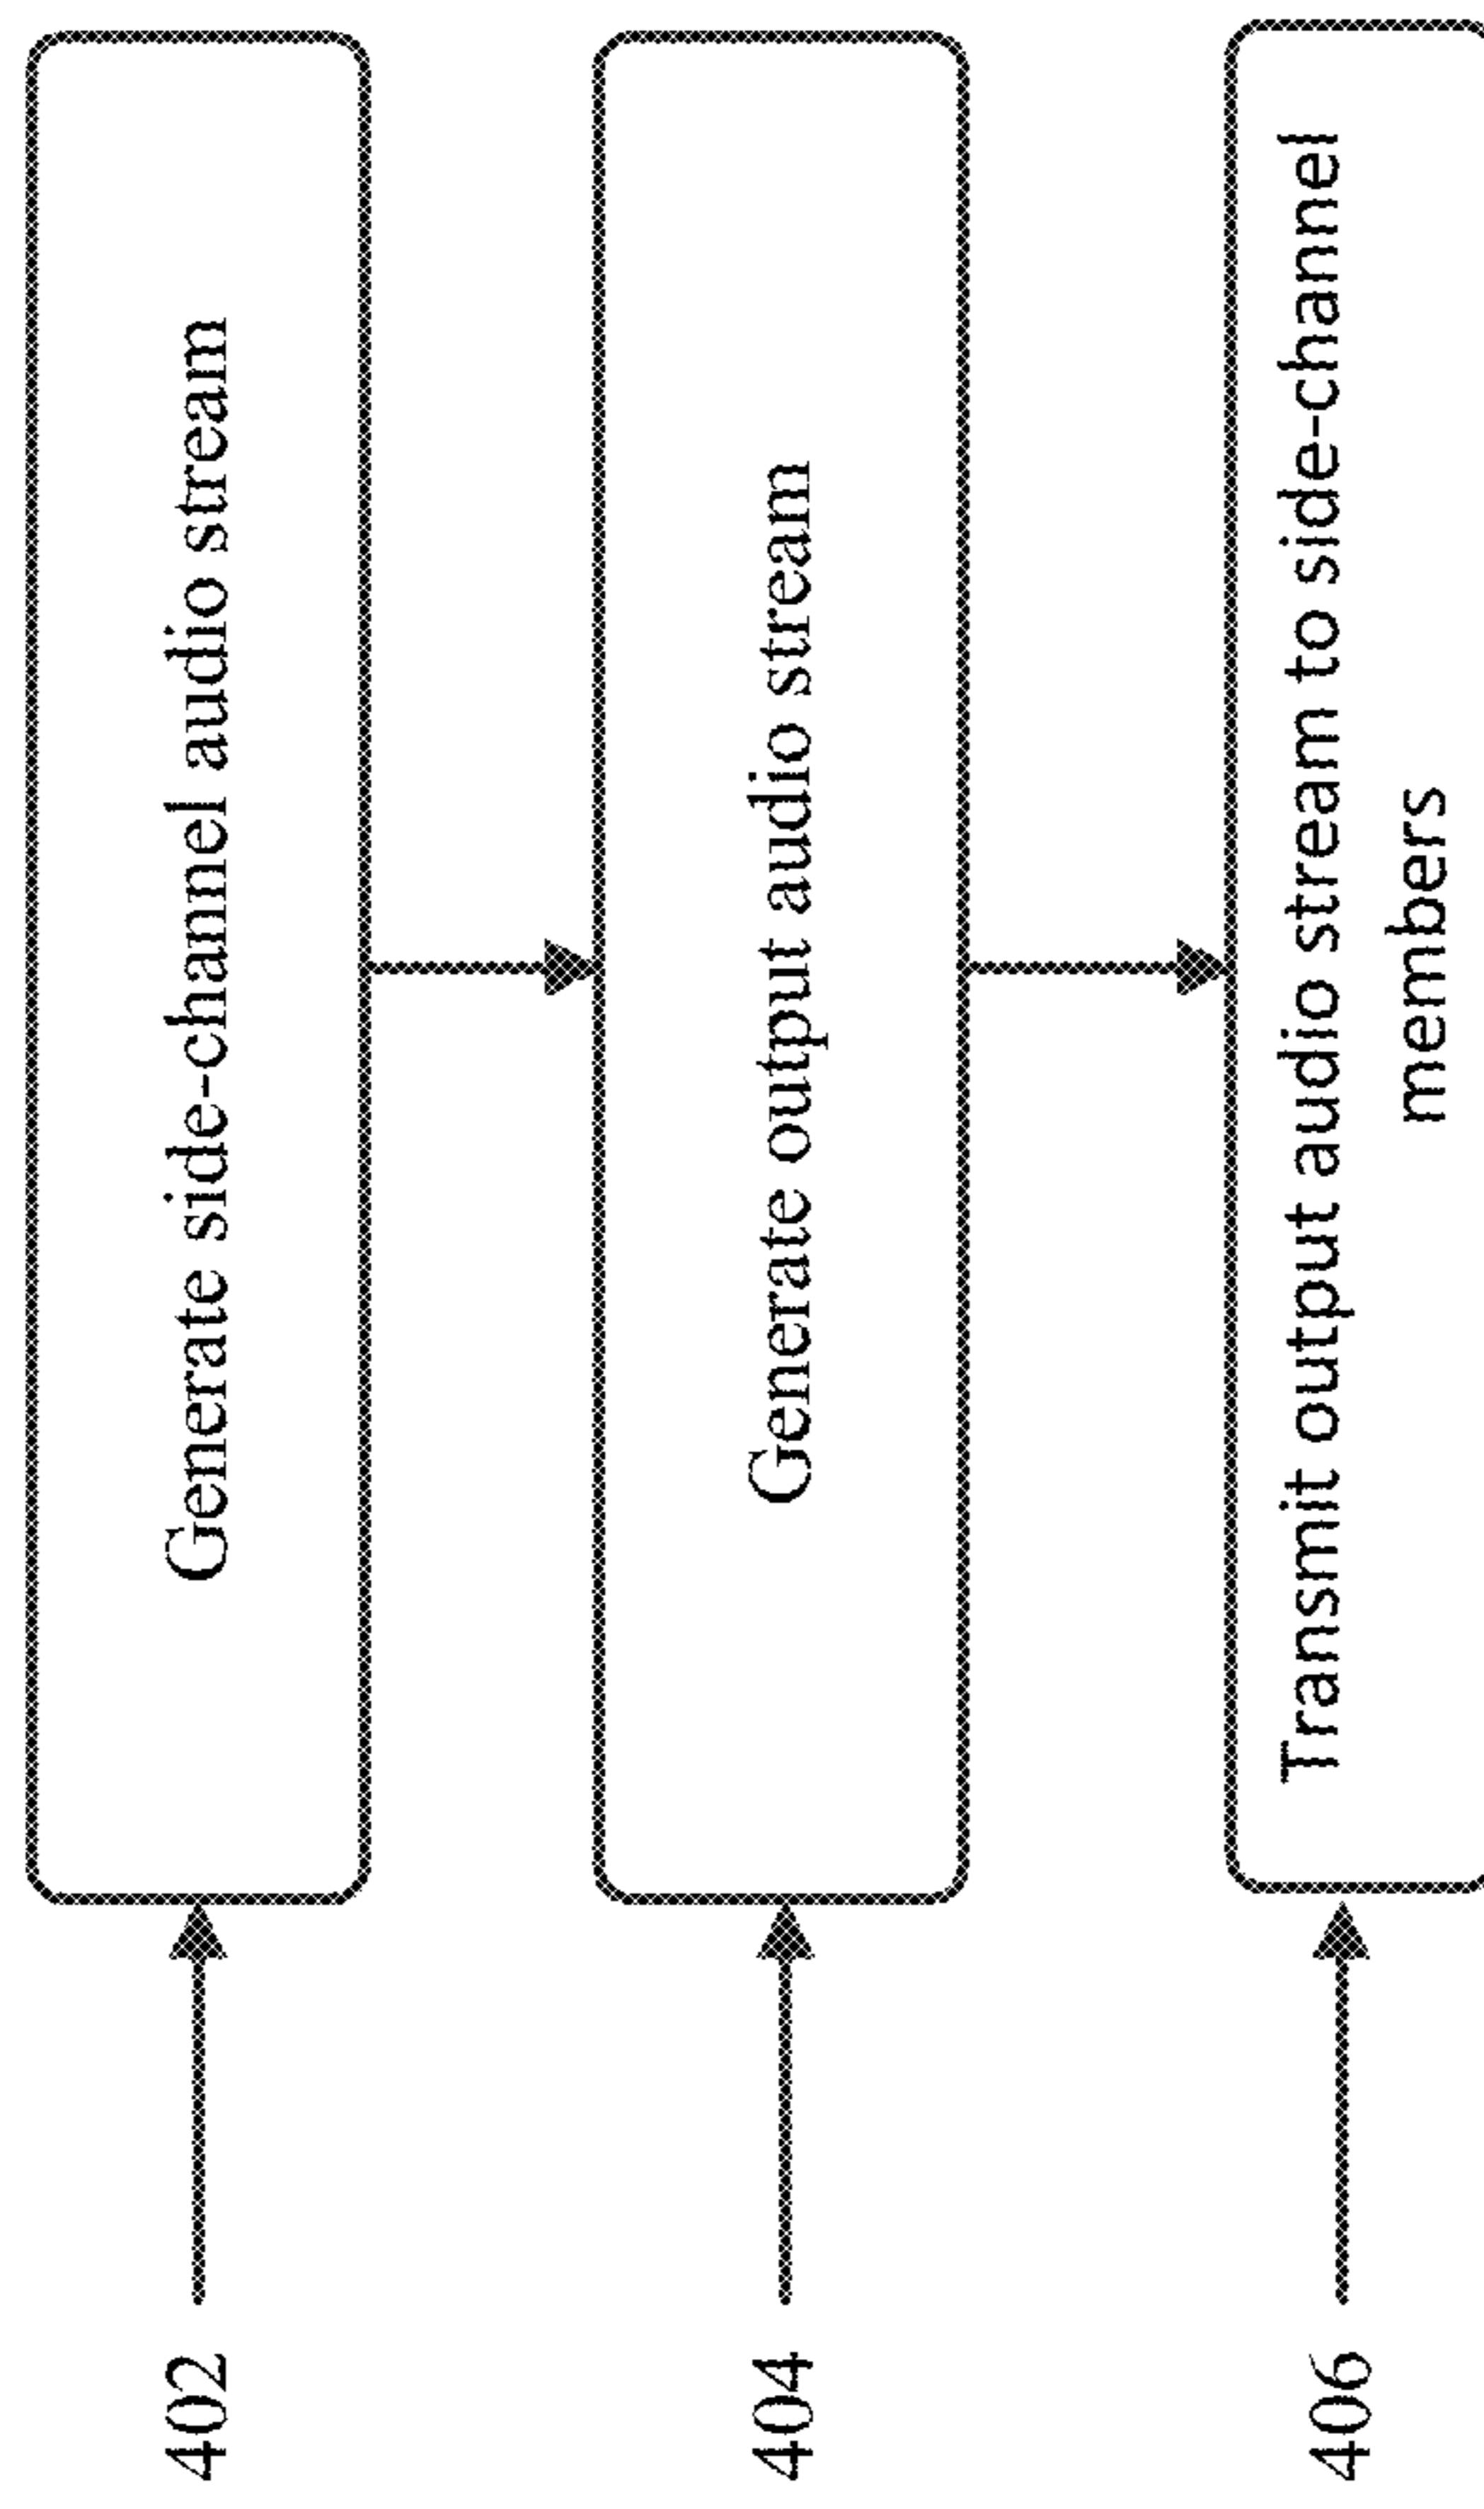 402
Generate side-channel audio stream
404
Generate output audio stream
406
Transmit output audio stream to side-channel
members